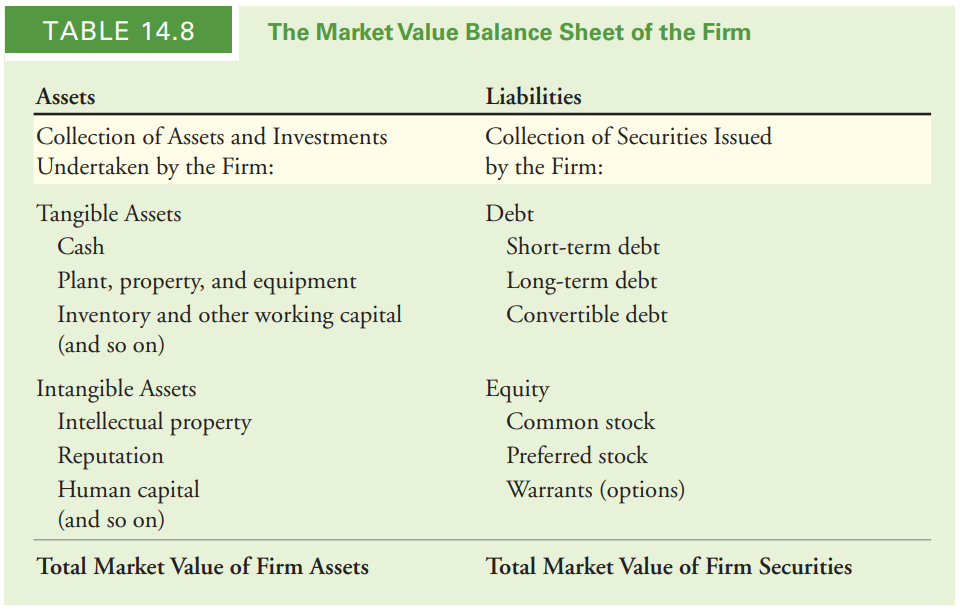 TABLE 14.8
The Market Value Balance Sheet of the Firm
Assets
Liabilities
Collection of Assets and Investments
Undertaken by the Firm:
Collection of Securities Issued
by the Firm:
Tangible Assets
Cash
Plant, property, and equipment
Inventory and other working capital
(and so on)
Debt
Short-term debt
Long-term debt
Convertible debt
Intangible Assets
Intellectual property
Reputation
Human capital
(and so on)
Equity
Common stock
Preferred stock
Warrants (options)
Total Market Value of Firm Assets
Total Market Value of Firm Securities